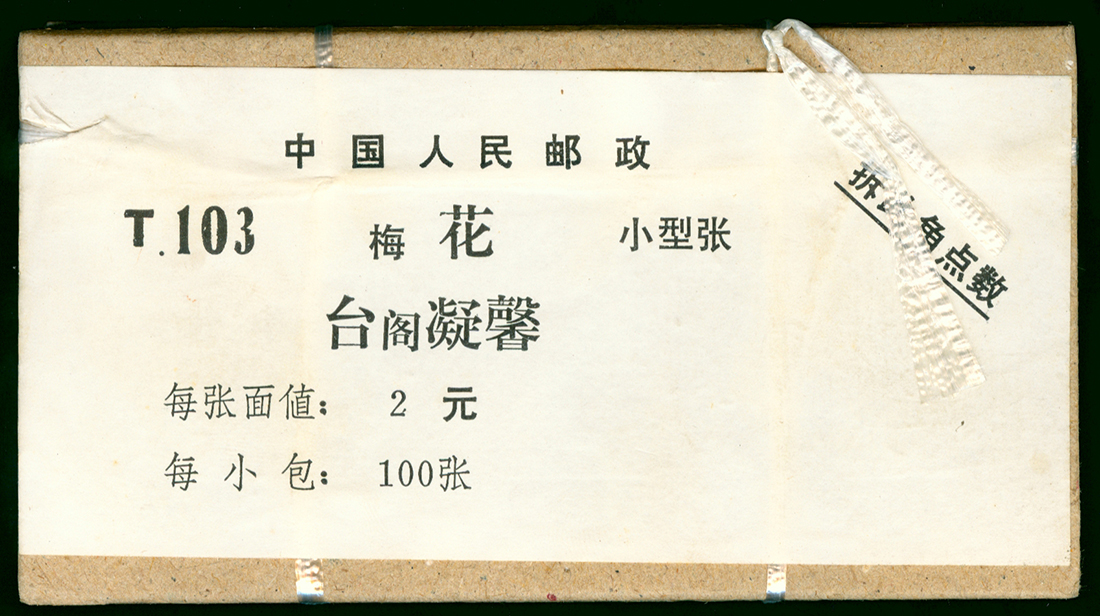 中国人民邮政
T.103 梅花 小型张
台阁凝馨
每张面值: 2 元
每小包: 100张
拆 角点数